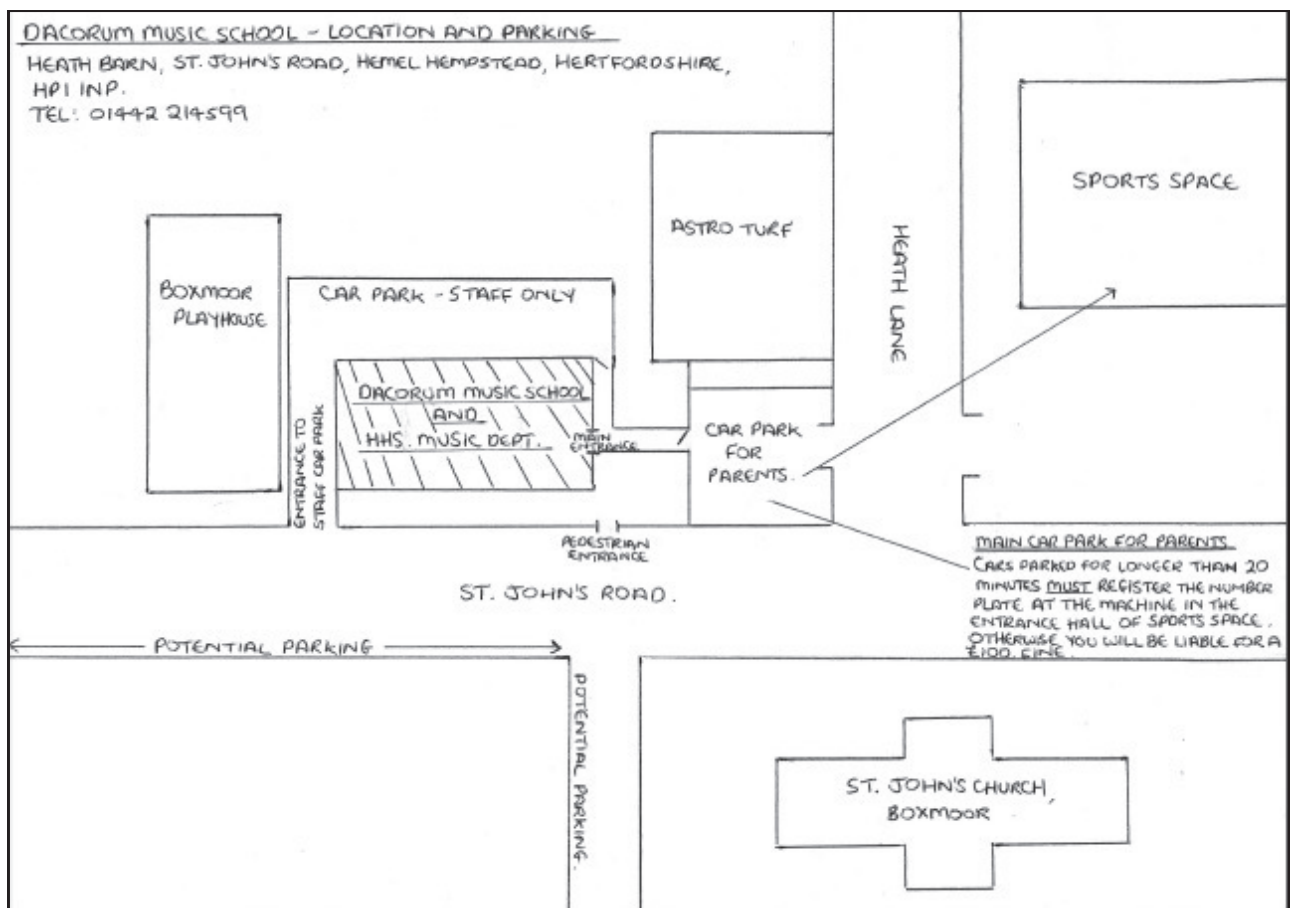 DACORUM MUSIC SCHOOL - LOCATION AND PARKING
HEATH BARN, ST. JOHN'S ROAD, HEMEL HEMPSTEAD, HERTFORDSHIRE,
HP1 1NP.
TEL: 01442 214599
SPORTS SPACE
ASTRO TURF
HEATH LANE
BOXMOOR
PLAYHOUSE
CAR PARK - STAFF ONLY
DACORUM MUSIC SCHOOL
AND
HHS. MUSIC DEPT.
MAIN
ENTRANCE
CAR PARK
FOR
PARENTS.
ENTRANCE TO
STAFF CAR PARK
PEDESTRIAN
ENTRANCE
MAIN CAR PARK FOR PARENTS
CARS PARKED FOR LONGER THAN 20
MINUTES MUST REGISTER THE NUMBER
PLATE AT THE MACHINE IN THE
ENTRANCE HALL OF SPORTS SPACE.
OTHERWISE YOU WILL BE LIABLE FOR A
£100. FINE.
ST. JOHN'S ROAD.
POTENTIAL PARKING
POTENTIAL PARKING.
ST. JOHN'S CHURCH,
BOXMOOR